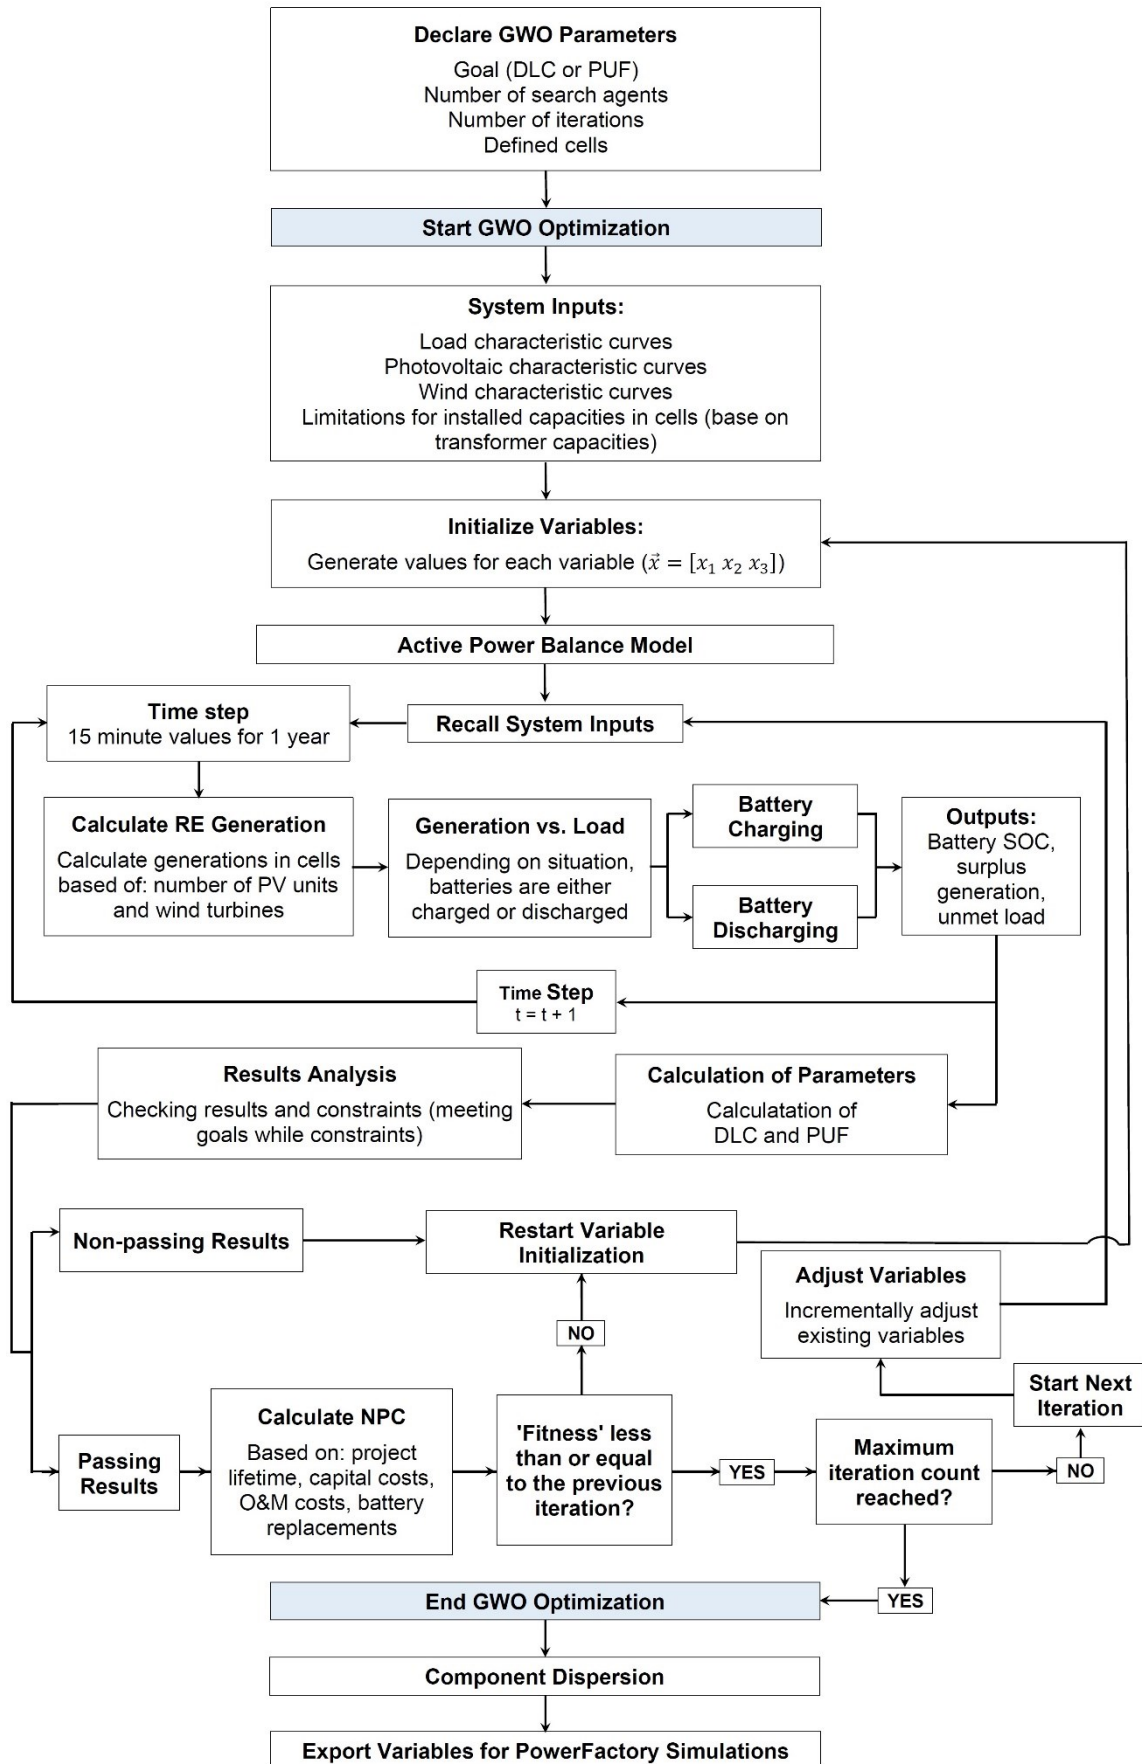 Declare GWO Parameters
Goal (DLC or PUF)
Number of search agents
Number of iterations
Defined cells
Start GWO Optimization
System Inputs:
Load characteristic curves
Photovoltaic characteristic curves
Wind characteristic curves
Limitations for installed capacities in cells (base on
transformer capacities)
Initialize Variables:
Generate values for each variable (x⃗ = [x₁ x₂ x₃])
Active Power Balance Model
Recall System Inputs
Time step
15 minute values for 1 year
Calculate RE Generation
Calculate generations in cells
based of: number of PV units
and wind turbines
Generation vs. Load
Depending on situation,
batteries are either
charged or discharged
Battery
Charging
Battery
Discharging
Outputs:
Battery SOC,
surplus
generation,
unmet load
Time Step
t = t + 1
Calculation of Parameters
Calculatation of
DLC and PUF
Results Analysis
Checking results and constraints (meeting
goals while constraints)
Non-passing Results
Restart Variable
Initialization
Adjust Variables
Incrementally adjust
existing variables
NO
Start Next
Iteration
Passing
Results
Calculate NPC
Based on: project
lifetime, capital costs,
O&M costs, battery
replacements
'Fitness' less
than or equal
to the previous
iteration?
YES
Maximum
iteration count
reached?
NO
YES
End GWO Optimization
Component Dispersion
Export Variables for PowerFactory Simulations